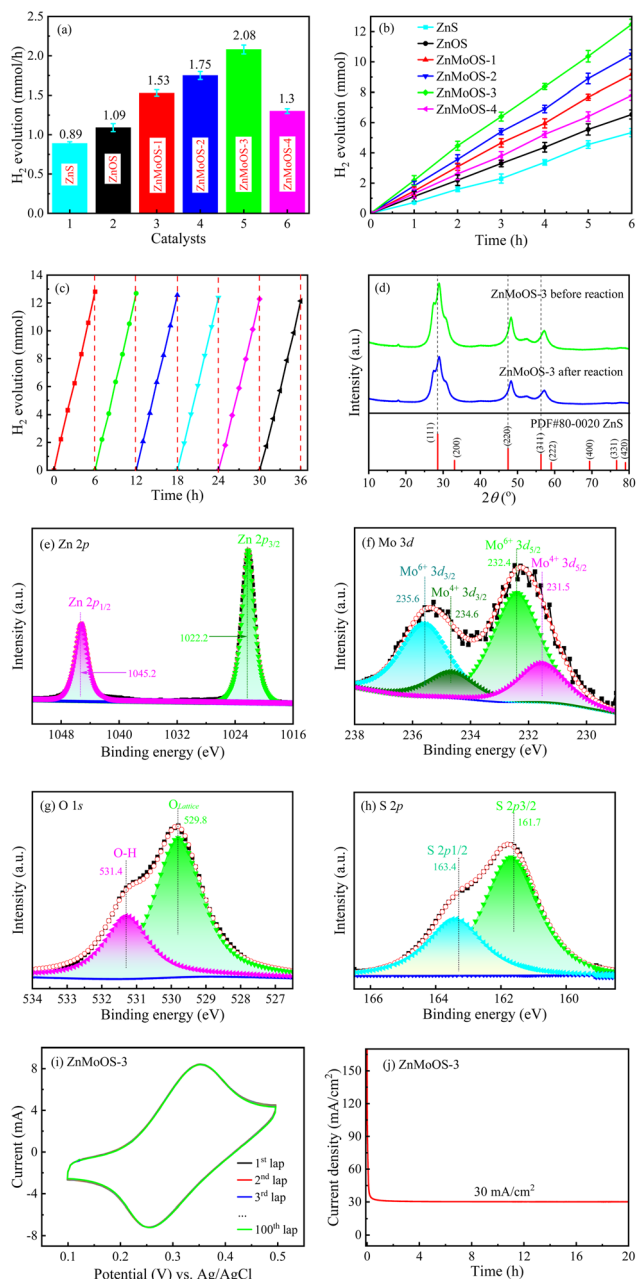 (a)
H₂ evolution (mmol/h)
2.5
2.0
1.5
1.0
0.5
0.0
0.89
1.09
1.53
1.75
2.08
1.3
ZnS
ZnOS
ZnMoOS-1
ZnMoOS-2
ZnMoOS-3
ZnMoOS-4
1 2 3 4 5 6
Catalysts
(b)
H₂ evolution (mmol)
12
10
8
6
4
2
0
ZnS
ZnOS
ZnMoOS-1
ZnMoOS-2
ZnMoOS-3
ZnMoOS-4
0 1 2 3 4 5 6
Time (h)
(c)
H₂ evolution (mmol)
14
12
10
8
6
4
2
0
0 6 12 18 24 30 36
Time (h)
(d)
Intensity (a.u.)
ZnMoOS-3 before reaction
ZnMoOS-3 after reaction
PDF#80-0020 ZnS
(111)
(200)
(220)
(311)
(222)
(400)
(331)
(420)
10 20 30 40 50 60 70 80
2θ (°)
(e) Zn 2p
Intensity (a.u.)
Zn 2p₃/₂
Zn 2p₁/₂
1022.2
1045.2
1048 1040 1032 1024 1016
Binding energy (eV)
(f) Mo 3d
Intensity (a.u.)
Mo⁶⁺ 3d₅/₂
232.4
Mo⁴⁺ 3d₅/₂
231.5
Mo⁶⁺ 3d₃/₂
235.6
Mo⁴⁺ 3d₃/₂
234.6
238 236 234 232 230
Binding energy (eV)
(g) O 1s
Intensity (a.u.)
O_Lattice
529.8
O-H
531.4
534 533 532 531 530 529 528 527
Binding energy (eV)
(h) S 2p
Intensity (a.u.)
S 2p3/2
161.7
S 2p1/2
163.4
166 164 162 160
Binding energy (eV)
(i) ZnMoOS-3
Current (mA)
8
4
0
-4
-8
1ˢᵗ lap
2ⁿᵈ lap
3ʳᵈ lap
...
100ᵗʰ lap
0.1 0.2 0.3 0.4 0.5
Potential (V) vs. Ag/AgCl
(j) ZnMoOS-3
Current density (mA/cm²)
150
120
90
60
30
0
30 mA/cm²
0 4 8 12 16 20
Time (h)